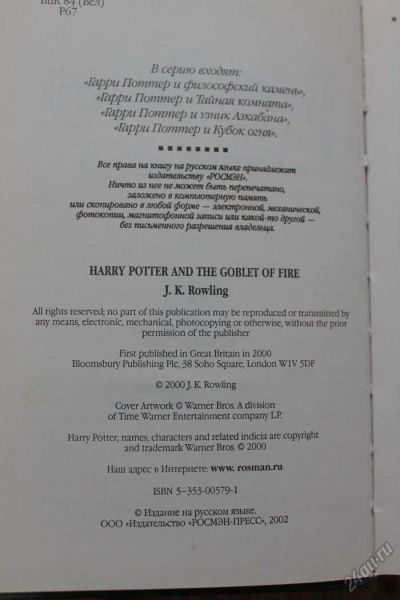 ББК 84 (Вел)
Р67
В серию входят:
«Гарри Поттер и философский камень»,
«Гарри Поттер и Тайная комната»,
«Гарри Поттер и узник Азкабана»,
«Гарри Поттер и Кубок огня».
Все права на книгу на русском языке принадлежат
издательству «РОСМЭН».
Ничто из нее не может быть перепечатано,
заложено в компьютерную память
или скопировано в любой форме — электронной, механической,
фотокопии, магнитофонной записи или какой-то другой —
без письменного разрешения владельца.
HARRY POTTER AND THE GOBLET OF FIRE
J. K. Rowling
All rights reserved; no part of this publication may be reproduced or transmitted by
any means, electronic, mechanical, photocopying or otherwise, without the prior
permission of the publisher
First published in Great Britain in 2000
Bloomsbury Publishing Plc, 38 Soho Square, London W1V 5DF
© 2000 J. K. Rowling
Cover Artwork © Warner Bros. A division
of Time Warner Entertainment company LP.
Harry Potter, names, characters and related indicia are copyright
and trademark Warner Bros. © 2000
Наш адрес в Интернете: www. rosman.ru
ISBN 5–353-00579-1
© Издание на русском языке.
ООО «Издательство «РОСМЭН-ПРЕСС», 2002
24au.ru